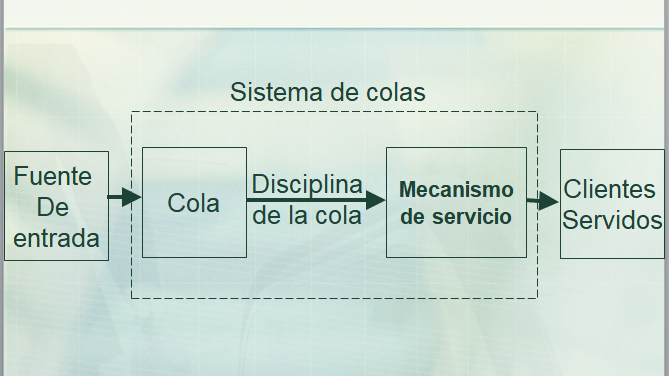 Sistema de colas
Fuente
De
entrada
Cola
Disciplina
de la cola
Mecanismo
de servicio
Clientes
Servidos